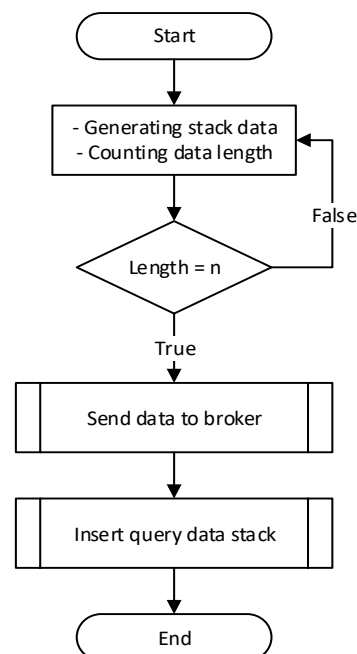 Start
- Generating stack data
- Counting data length
False
Length = n
True
Send data to broker
Insert query data stack
End